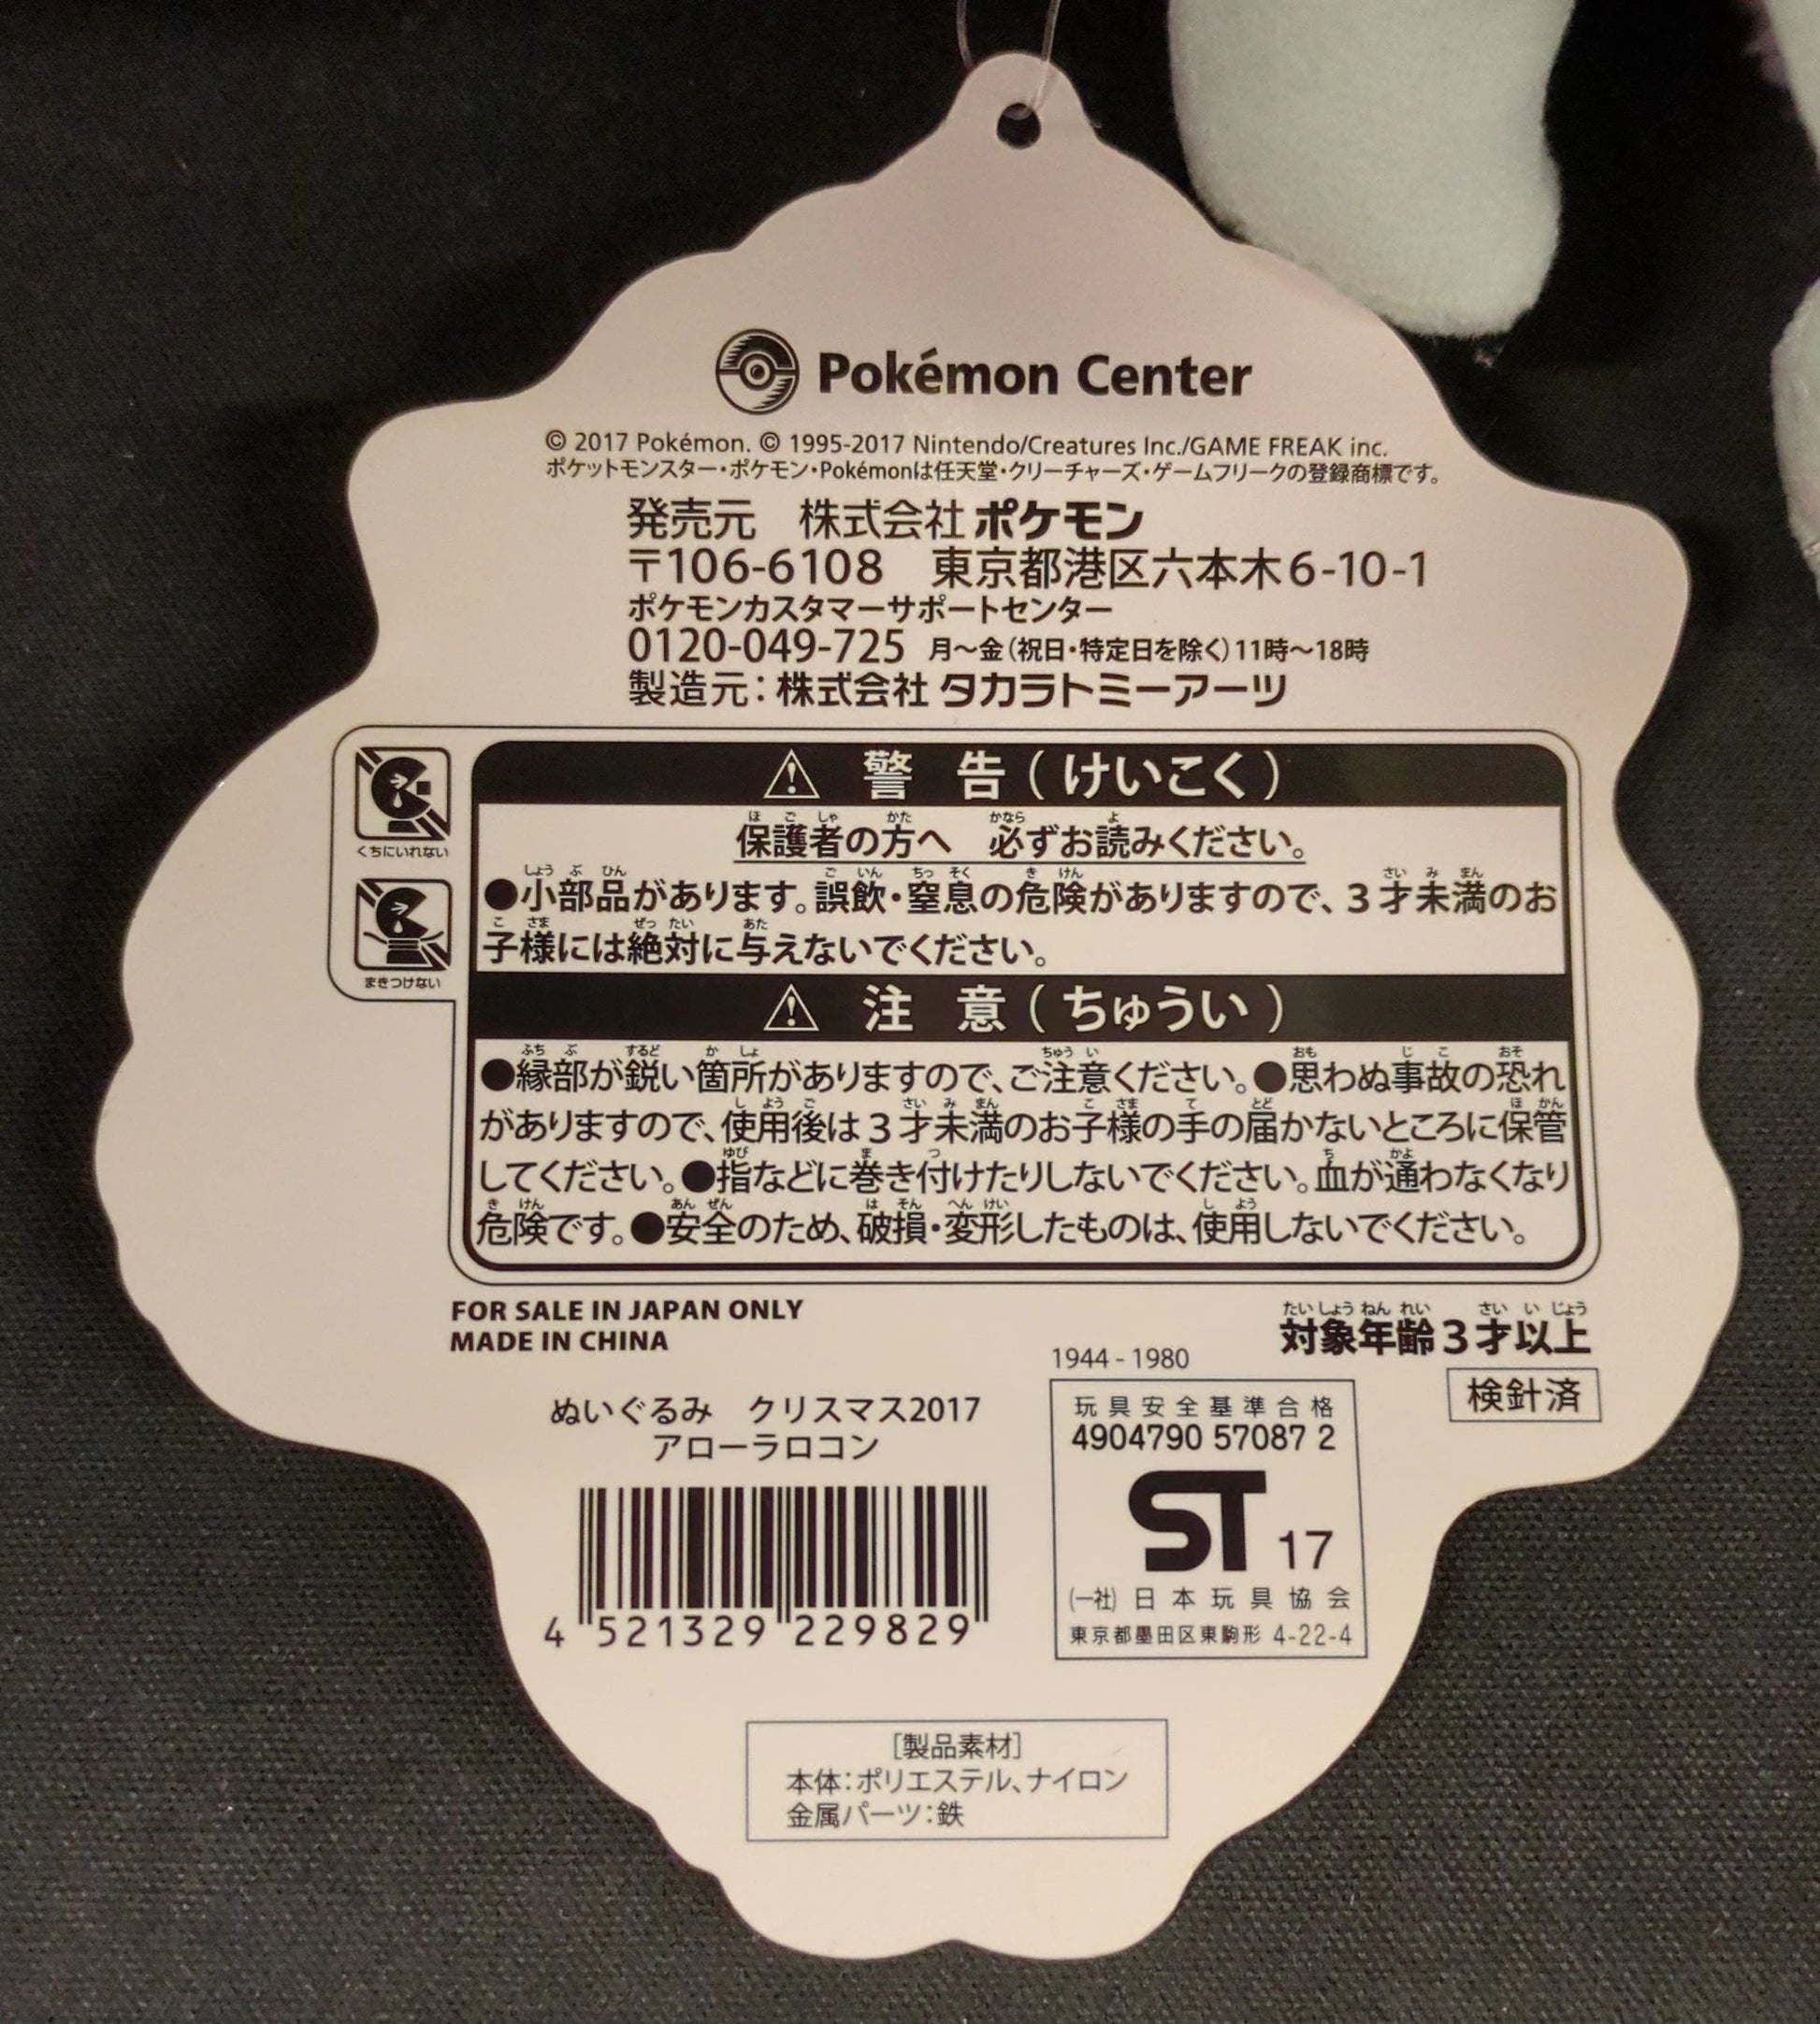 Pokémon Center
© 2017 Pokémon. © 1995-2017 Nintendo/Creatures Inc./GAME FREAK inc.
ポケットモンスター・ポケモン・Pokémonは任天堂・クリーチャーズ・ゲームフリークの登録商標です。
発売元　株式会社ポケモン
〒106-6108　東京都港区六本木6-10-1
ポケモンカスタマーサポートセンター
0120-049-725 月〜金(祝日・特定日を除く)11時〜18時
製造元：株式会社 タカラトミーアーツ
くちにいれない
まきつけない
⚠ 警 告（けいこく）
保護者の方へ　必ずお読みください。
●小部品があります。誤飲・窒息の危険がありますので、3才未満のお
子様には絶対に与えないでください。
⚠ 注 意（ちゅうい）
●縁部が鋭い箇所がありますので、ご注意ください。●思わぬ事故の恐れ
がありますので、使用後は3才未満のお子様の手の届かないところに保管
してください。●指などに巻き付けたりしないでください。血が通わなくなり
危険です。●安全のため、破損・変形したものは、使用しないでください。
FOR SALE IN JAPAN ONLY
MADE IN CHINA
対象年齢3才以上
検針済
ぬいぐるみ　クリスマス2017
アローラロコン
4 521329 229829
1944 - 1980
玩具安全基準合格
4904790 57087 2
ST 17
(一社) 日本玩具協会
東京都墨田区東駒形 4-22-4
[製品素材]
本体：ポリエステル、ナイロン
金属パーツ：鉄